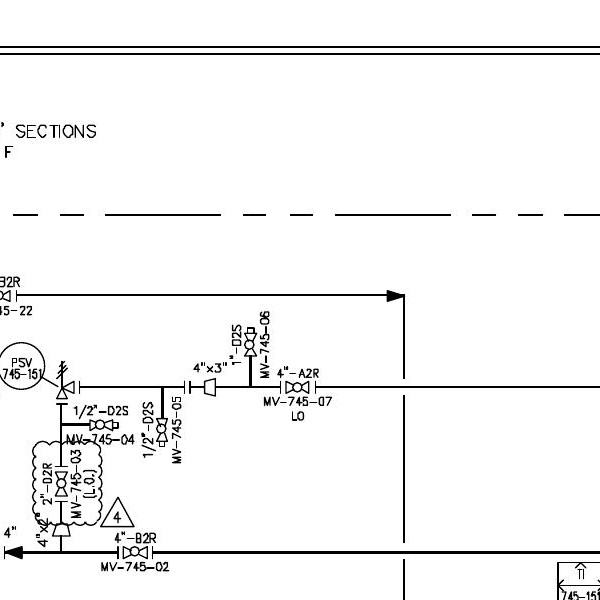 ' SECTIONS
F
B2R
45-22
PSV
745-151
4"x3"
1"-D2S
MV-745-06
4"-A2R
MV-745-07
LO
1/2"-D2S
MV-745-04
1/2"-D2S
MV-745-05
2"-D2R
MV-745-03
(L.O.)
4"x2"
4
4"
4"-B2R
MV-745-02
745-151